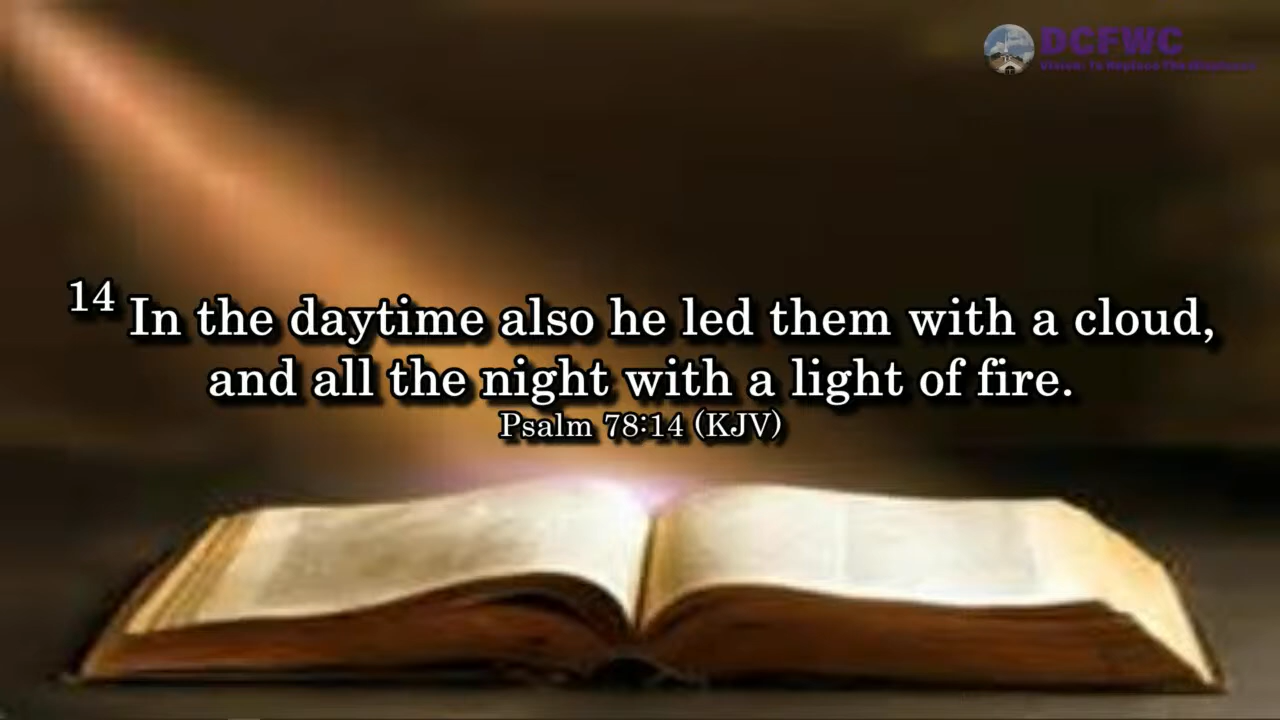 DCFWC
14 In the daytime also he led them with a cloud,
and all the night with a light of fire.
Psalm 78:14 (KJV)